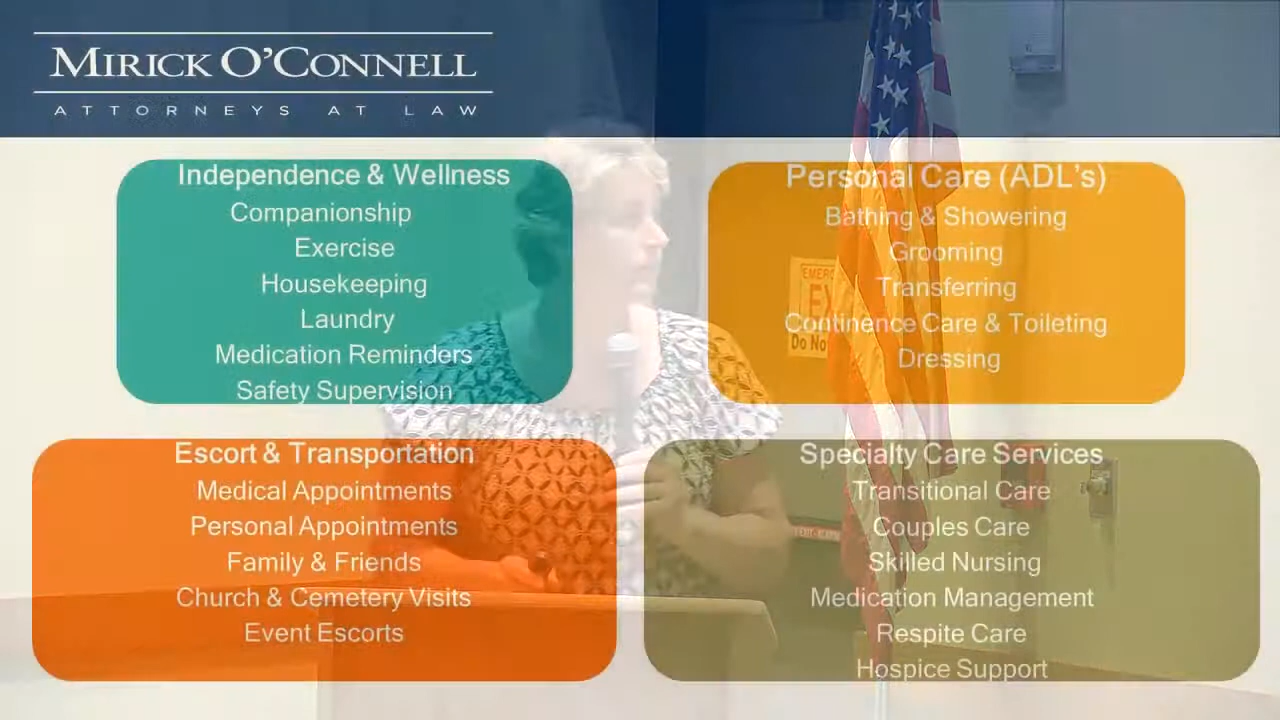 MIRICK O'CONNELL
ATTORNEYS AT LAW
Independence & Wellness
Companionship
Exercise
Housekeeping
Laundry
Medication Reminders
Safety Supervision
Personal Care (ADL's)
Bathing & Showering
Grooming
Transferring
Continence Care & Toileting
Dressing
Escort & Transportation
Medical Appointments
Personal Appointments
Family & Friends
Church & Cemetery Visits
Event Escorts
Specialty Care Services
Transitional Care
Couples Care
Skilled Nursing
Medication Management
Respite Care
Hospice Support
Do No